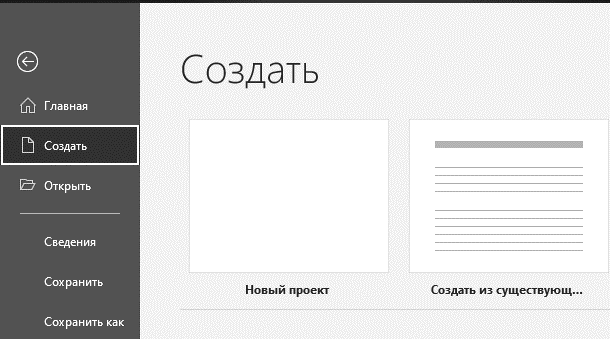 Создать
Главная
Создать
Открыть
Сведения
Сохранить
Сохранить как
Новый проект
Создать из существующ...